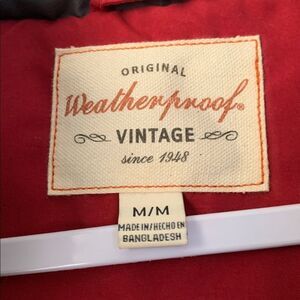 ORIGINAL
Weatherproof®
VINTAGE
since 1948
M/M
MADE IN/HECHO EN
BANGLADESH